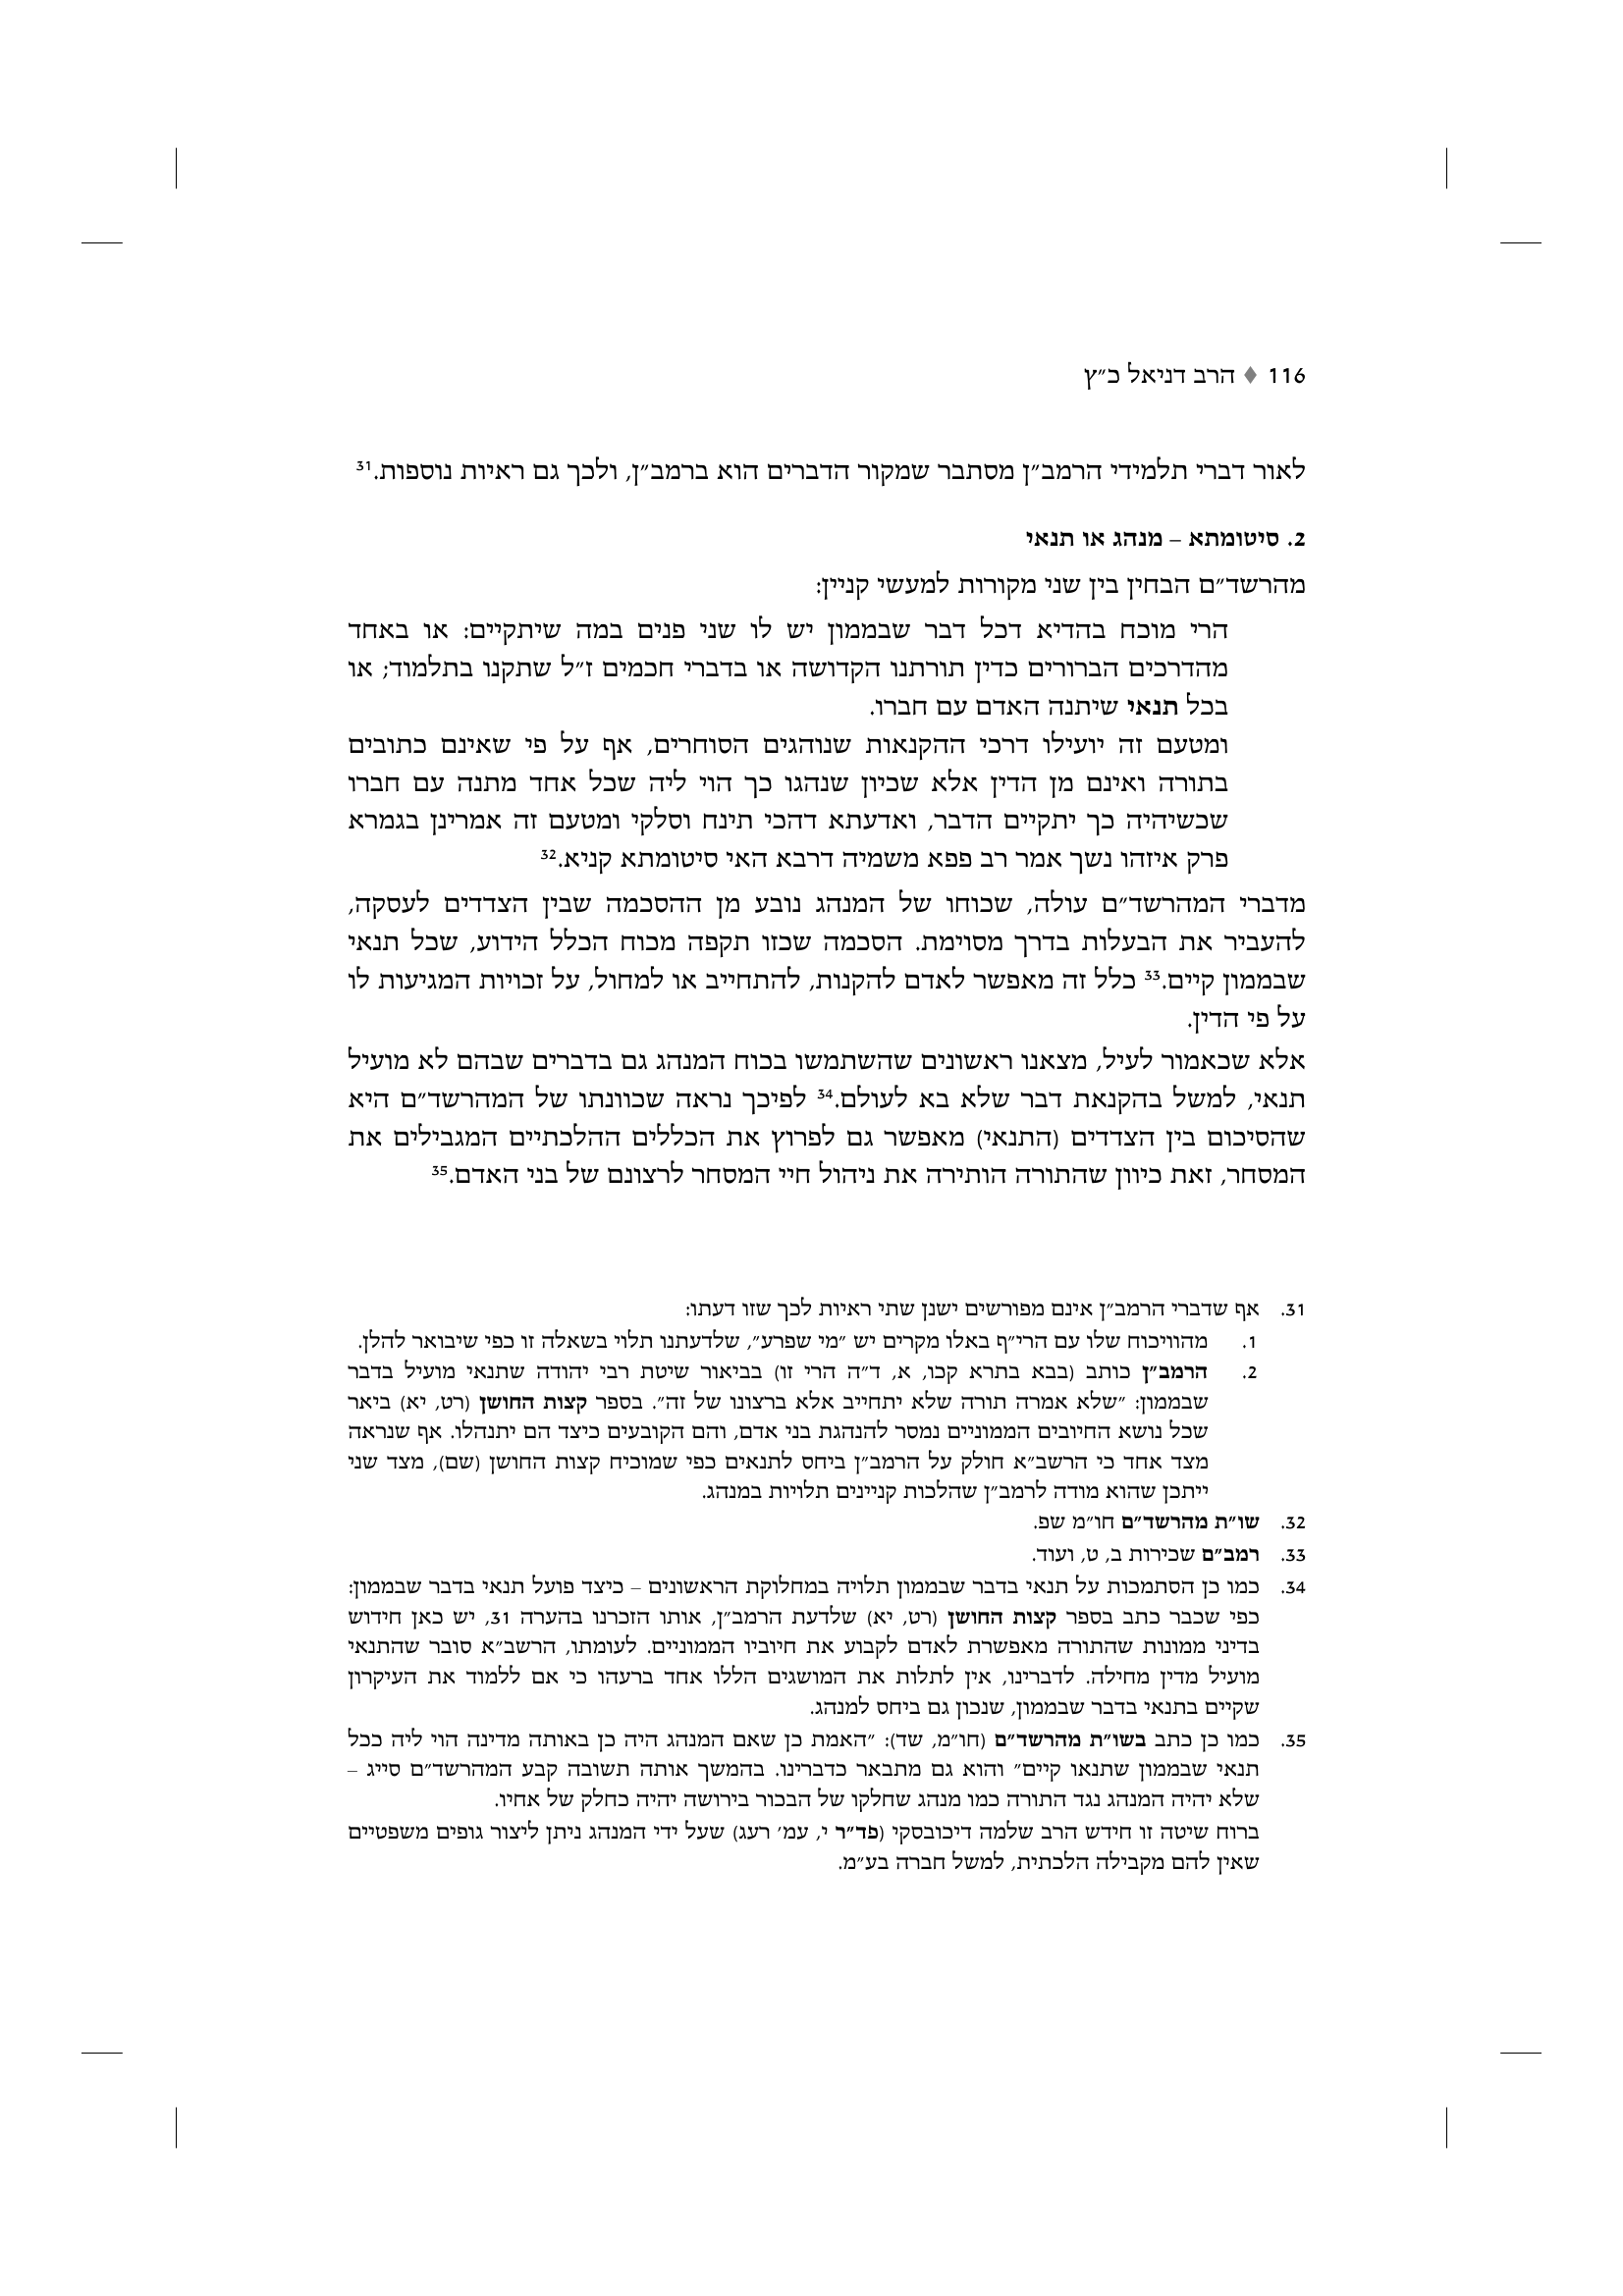 116 ♦ הרב דניאל כ״ץ
לאור דברי תלמידי הרמב״ן מסתבר שמקור הדברים הוא ברמב״ן, ולכך גם ראיות נוספות.31
2. סיטומתא – מנהג או תנאי
מהרשד״ם הבחין בין שני מקורות למעשי קניין:
הרי מוכח בהדיא דכל דבר שבממון יש לו שני פנים במה שיתקיים: או באחד
מהדרכים הברורים כדין תורתנו הקדושה או בדברי חכמים ז״ל שתקנו בתלמוד; או
בכל תנאי שיתנה האדם עם חברו.
ומטעם זה יועילו דרכי ההקנאות שנוהגים הסוחרים, אף על פי שאינם כתובים
בתורה ואינם מן הדין אלא שכיון שנהגו כך הוי ליה שכל אחד מתנה עם חברו
שכשיהיה כך יתקיים הדבר, ואדעתא דהכי תינח וסלקי ומטעם זה אמרינן בגמרא
פרק איזהו נשך אמר רב פפא משמיה דרבא האי סיטומתא קניא.32
מדברי המהרשד״ם עולה, שכוחו של המנהג נובע מן ההסכמה שבין הצדדים לעסקה,
להעביר את הבעלות בדרך מסוימת. הסכמה שכזו תקפה מכוח הכלל הידוע, שכל תנאי
שבממון קיים.33 כלל זה מאפשר לאדם להקנות, להתחייב או למחול, על זכויות המגיעות לו
על פי הדין.
אלא שכאמור לעיל, מצאנו ראשונים שהשתמשו בכוח המנהג גם בדברים שבהם לא מועיל
תנאי, למשל בהקנאת דבר שלא בא לעולם.34 לפיכך נראה שכוונתו של המהרשד״ם היא
שהסיכום בין הצדדים (התנאי) מאפשר גם לפרוץ את הכללים ההלכתיים המגבילים את
המסחר, זאת כיוון שהתורה הותירה את ניהול חיי המסחר לרצונם של בני האדם.35
31. אף שדברי הרמב״ן אינם מפורשים ישנן שתי ראיות לכך שזו דעתו:
1. מהוויכוח שלו עם הרי״ף באלו מקרים יש ״מי שפרע״, שלדעתנו תלוי בשאלה זו כפי שיבואר להלן.
2. הרמב״ן כותב (בבא בתרא קכו, א, ד״ה הרי זו) בביאור שיטת רבי יהודה שתנאי מועיל בדבר
שבממון: ״שלא אמרה תורה שלא יתחייב אלא ברצונו של זה״. בספר קצות החושן (רט, יא) ביאר
שכל נושא החיובים הממוניים נמסר להנהגת בני אדם, והם הקובעים כיצד הם יתנהלו. אף שנראה
מצד אחד כי הרשב״א חולק על הרמב״ן ביחס לתנאים כפי שמוכיח קצות החושן (שם), מצד שני
ייתכן שהוא מודה לרמב״ן שהלכות קניינים תלויות במנהג.
32. שו״ת מהרשד״ם חו״מ שפ.
33. רמב״ם שכירות ב, ט, ועוד.
34. כמו כן הסתמכות על תנאי בדבר שבממון תלויה במחלוקת הראשונים – כיצד פועל תנאי בדבר שבממון:
כפי שכבר כתב בספר קצות החושן (רט, יא) שלדעת הרמב״ן, אותו הזכרנו בהערה 31, יש כאן חידוש
בדיני ממונות שהתורה מאפשרת לאדם לקבוע את חיוביו הממוניים. לעומתו, הרשב״א סובר שהתנאי
מועיל מדין מחילה. לדברינו, אין לתלות את המושגים הללו אחד ברעהו כי אם ללמוד את העיקרון
שקיים בתנאי בדבר שבממון, שנכון גם ביחס למנהג.
35. כמו כן כתב בשו״ת מהרשד״ם (חו״מ, שד): ״האמת כן שאם המנהג היה כן באותה מדינה הוי ליה ככל
תנאי שבממון שתנאו קיים״ והוא גם מתבאר כדברינו. בהמשך אותה תשובה קבע המהרשד״ם סייג –
שלא יהיה המנהג נגד התורה כמו מנהג שחלקו של הבכור בירושה יהיה כחלק של אחיו.
ברוח שיטה זו חידש הרב שלמה דיכובסקי (פד״ר י, עמ׳ רעג) שעל ידי המנהג ניתן ליצור גופים משפטיים
שאין להם מקבילה הלכתית, למשל חברה בע״מ.